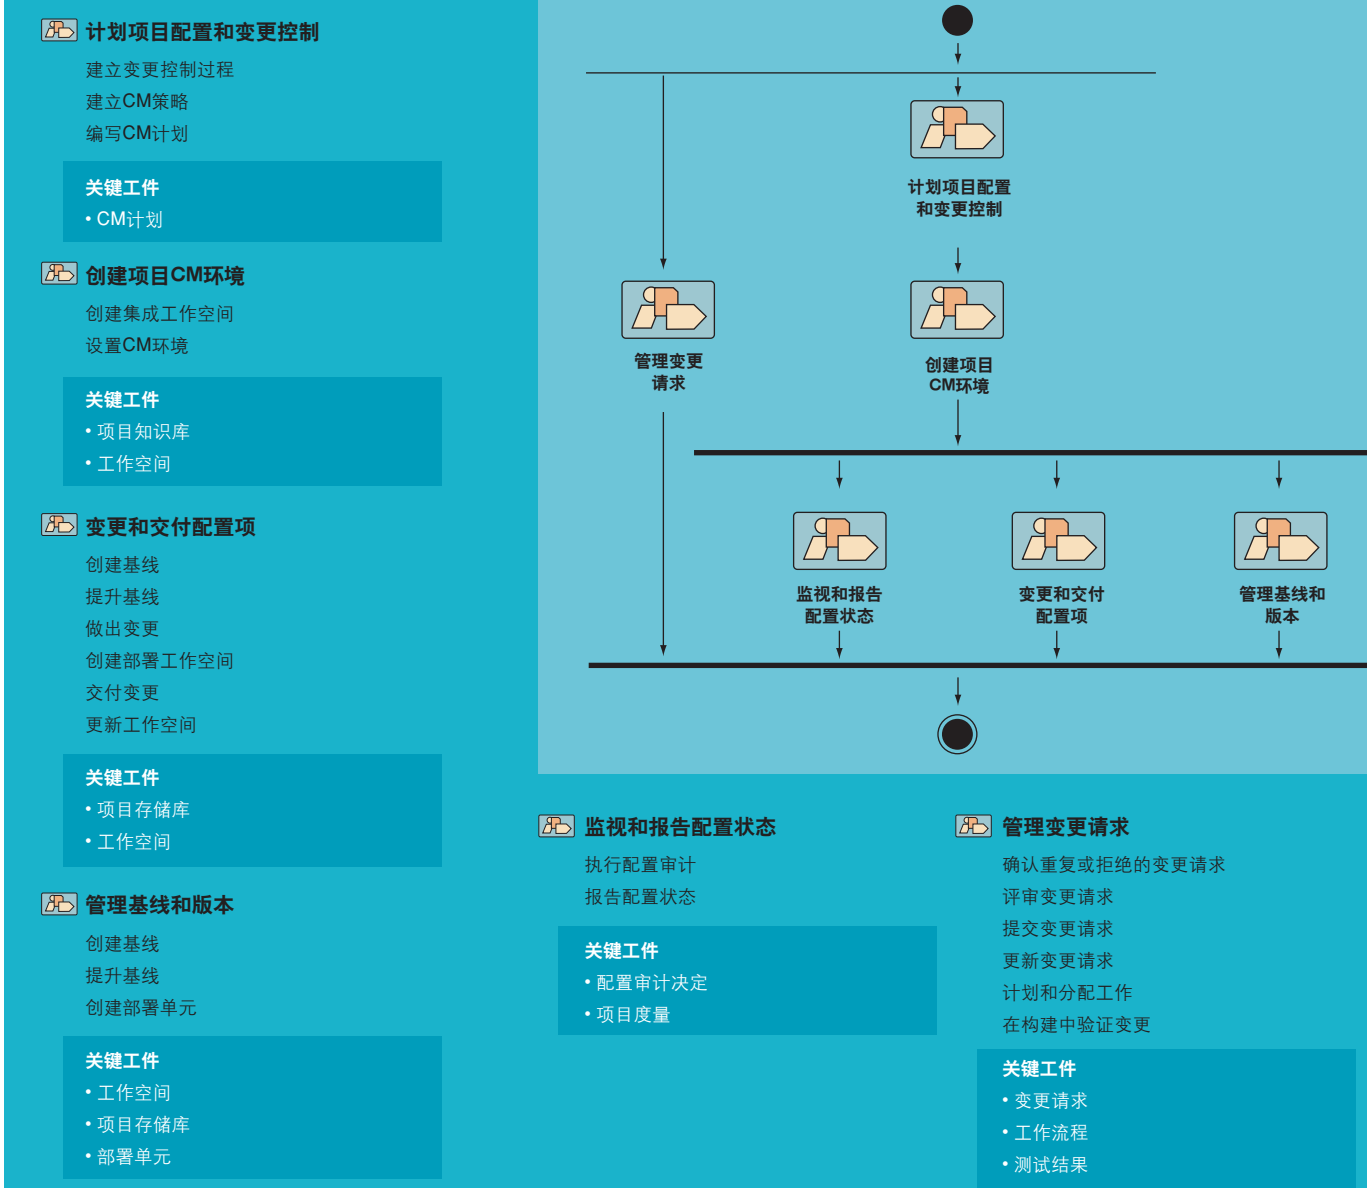 计划项目配置和变更控制
建立变更控制过程
建立CM策略
编写CM计划
关键工件
• CM计划
创建项目CM环境
创建集成工作空间
设置CM环境
关键工件
• 项目知识库
• 工作空间
变更和交付配置项
创建基线
提升基线
做出变更
创建部署工作空间
交付变更
更新工作空间
关键工件
• 项目存储库
• 工作空间
管理基线和版本
创建基线
提升基线
创建部署单元
关键工件
• 工作空间
• 项目存储库
• 部署单元
计划项目配置
和变更控制
管理变更
请求
创建项目
CM环境
监视和报告
配置状态
变更和交付
配置项
管理基线和
版本
监视和报告配置状态
执行配置审计
报告配置状态
关键工件
• 配置审计决定
• 项目度量
管理变更请求
确认重复或拒绝的变更请求
评审变更请求
提交变更请求
更新变更请求
计划和分配工作
在构建中验证变更
关键工件
• 变更请求
• 工作流程
• 测试结果